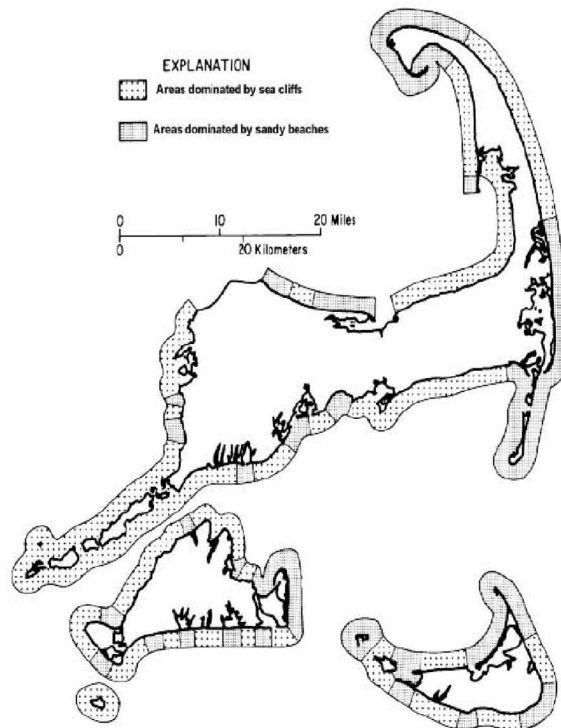 EXPLANATION
Areas dominated by sea cliffs
Areas dominated by sandy beaches
0 10 20 Miles
0 20 Kilometers